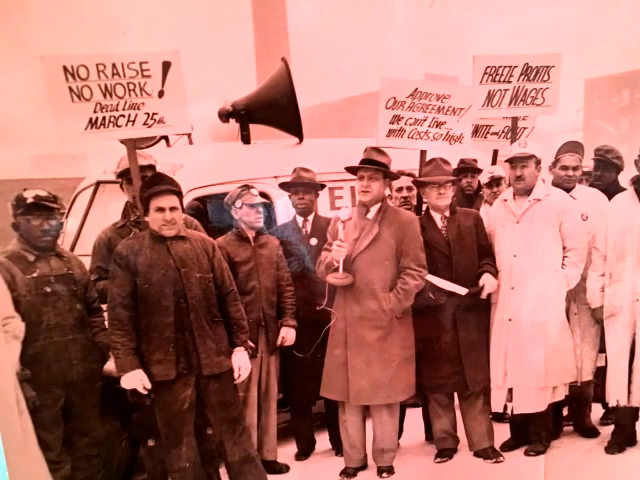 NO RAISE
NO WORK!
Dead Line
MARCH 25th
Approve
OUR AGREEMENT!
We can't Live...
with Costs so high.
FREEZE PROFITS
NOT WAGES